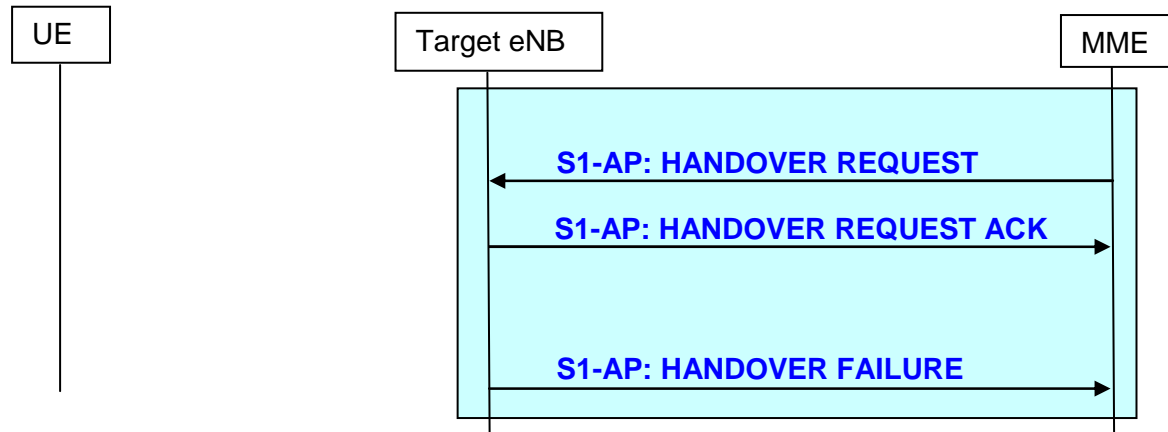 UE
Target eNB
MME
S1-AP: HANDOVER REQUEST
S1-AP: HANDOVER REQUEST ACK
S1-AP: HANDOVER FAILURE